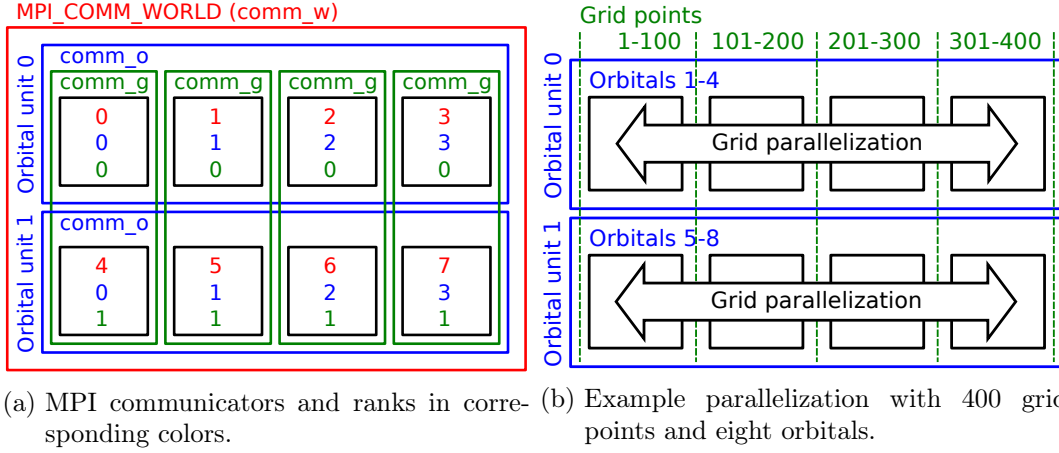 MPI_COMM_WORLD (comm_w)
Orbital unit 0
comm_o
comm_g comm_g comm_g comm_g
0 1 2 3
0 1 2 3
0 0 0 0
Orbital unit 1
comm_o
4 5 6 7
0 1 2 3
1 1 1 1
(a) MPI communicators and ranks in corre-
sponding colors.
Grid points
1-100 101-200 201-300 301-400
Orbital unit 0
Orbitals 1-4
Grid parallelization
Orbital unit 1
Orbitals 5-8
Grid parallelization
(b) Example parallelization with 400 grid
points and eight orbitals.